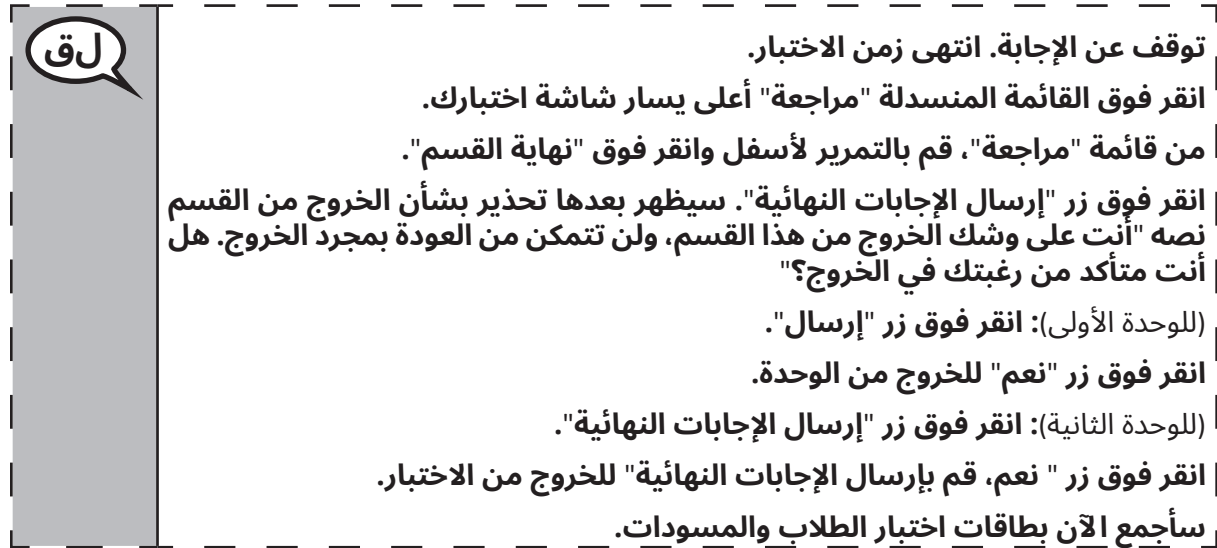 لق
توقف عن الإجابة. انتهى زمن الاختبار.
انقر فوق القائمة المنسدلة "مراجعة" أعلى يسار شاشة اختبارك.
من قائمة "مراجعة"، قم بالتمرير لأسفل وانقر فوق "نهاية القسم".
انقر فوق زر "إرسال الإجابات النهائية". سيظهر بعدها تحذير بشأن الخروج من القسم
نصه "أنت على وشك الخروج من هذا القسم، ولن تتمكن من العودة بمجرد الخروج. هل
أنت متأكد من رغبتك في الخروج؟"
(للوحدة الأولى): انقر فوق زر "إرسال".
انقر فوق زر "نعم" للخروج من الوحدة.
(للوحدة الثانية): انقر فوق زر "إرسال الإجابات النهائية".
انقر فوق زر " نعم، قم بإرسال الإجابات النهائية" للخروج من الاختبار.
سأجمع الآن بطاقات اختبار الطلاب والمسودات.